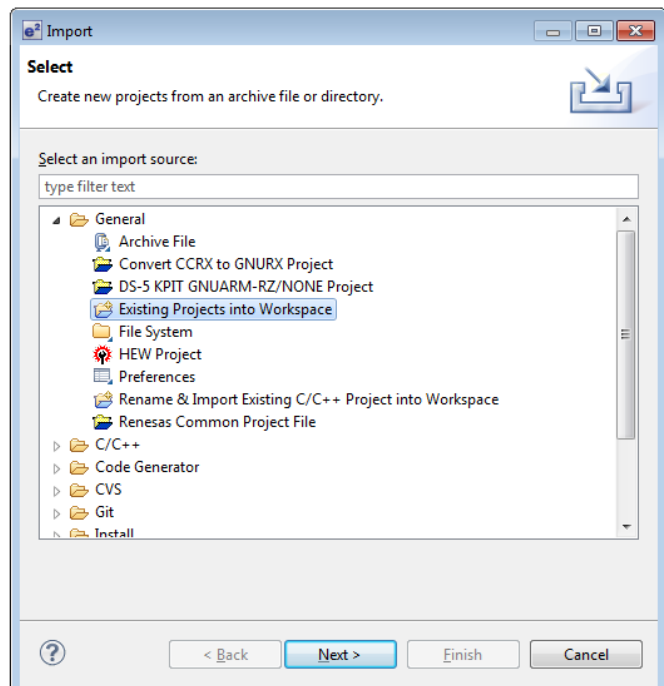 e² Import
Select
Create new projects from an archive file or directory.
Select an import source:
type filter text
General
Archive File
Convert CCRX to GNURX Project
DS-5 KPIT GNUARM-RZ/NONE Project
Existing Projects into Workspace
File System
HEW Project
Preferences
Rename & Import Existing C/C++ Project into Workspace
Renesas Common Project File
C/C++
Code Generator
CVS
Git
Install
? < Back Next > Finish Cancel